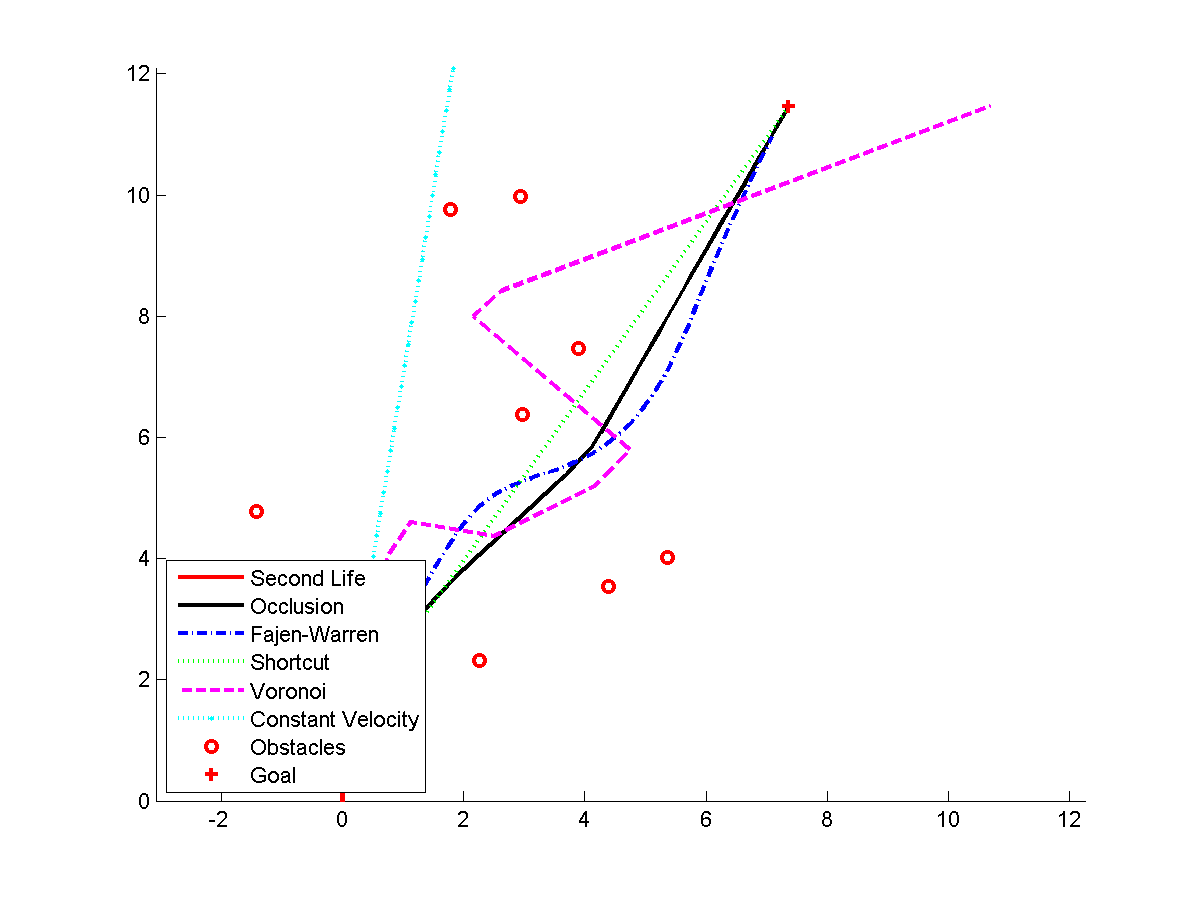 12
10
8
6
4
2
0
Second Life
Occlusion
Fajen-Warren
Shortcut
Voronoi
Constant Velocity
Obstacles
Goal
-2 0 2 4 6 8 10 12